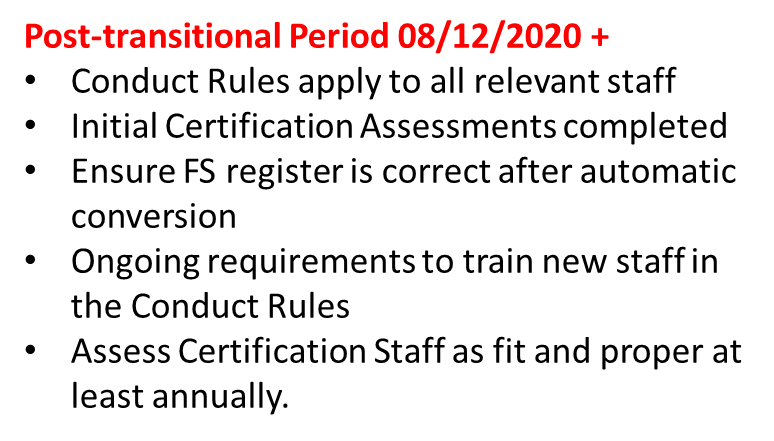 Post-transitional Period 08/12/2020 +
• Conduct Rules apply to all relevant staff
• Initial Certification Assessments completed
• Ensure FS register is correct after automatic
conversion
• Ongoing requirements to train new staff in
the Conduct Rules
• Assess Certification Staff as fit and proper at
least annually.